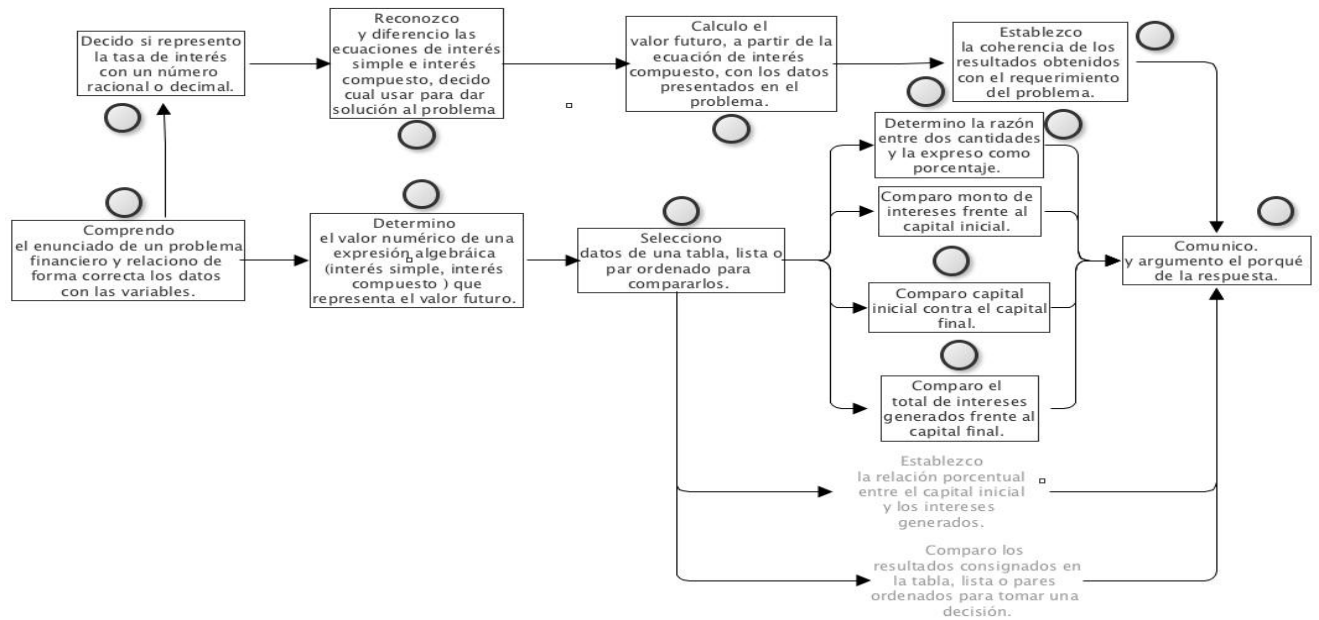 Decido si represento
la tasa de interés
con un número
racional o decimal.
Reconozco
y diferencio las
ecuaciones de interés
simple e interés
compuesto, decido
cual usar para dar
solución al problema
Calculo el
valor futuro, a partir de la
ecuación de interés
compuesto, con los datos
presentados en el
problema.
Establezco
la coherencia de los
resultados obtenidos
con el requerimiento
del problema.
Comprendo
el enunciado de un problema
financiero y relaciono de
forma correcta los datos
con las variables.
Determino
el valor numérico de una
expresión algebráica
(interés simple, interés
compuesto ) que
representa el valor futuro.
Selecciono
datos de una tabla, lista o
par ordenado para
compararlos.
Determino la razón
entre dos cantidades
y la expreso como
porcentaje.
Comparo monto de
intereses frente al
capital inicial.
Comparo capital
inicial contra el capital
final.
Comparo el
total de intereses
generados frente al
capital final.
Establezco
la relación porcentual
entre el capital inicial
y los intereses
generados.
Comparo los
resultados consignados en
la tabla, lista o pares
ordenados para tomar una
decisión.
Comunico.
y argumento el porqué
de la respuesta.